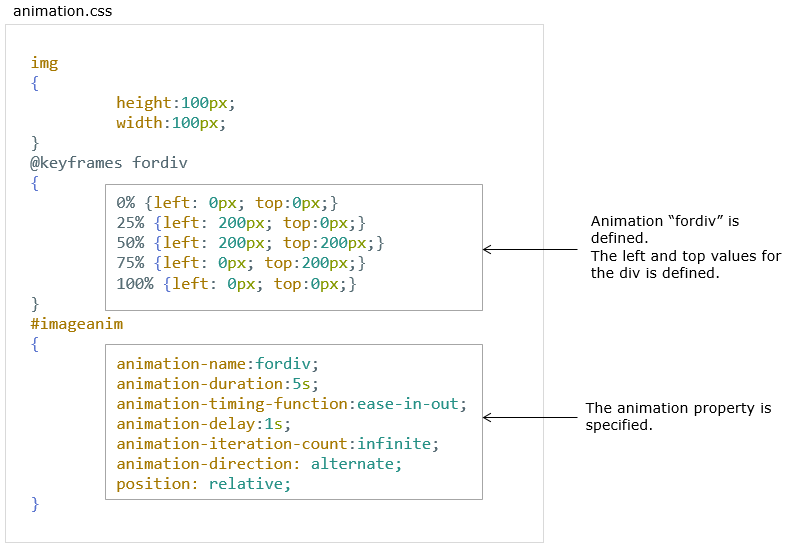 animation.css
img
{
height:100px;
width:100px;
}
@keyframes fordiv
{
0% {left: 0px; top:0px;}
25% {left: 200px; top:0px;}
50% {left: 200px; top:200px;}
75% {left: 0px; top:200px;}
100% {left: 0px; top:0px;}
}
Animation “fordiv” is
defined.
The left and top values for
the div is defined.
#imageanim
{
animation-name:fordiv;
animation-duration:5s;
animation-timing-function:ease-in-out;
animation-delay:1s;
animation-iteration-count:infinite;
animation-direction: alternate;
position: relative;
}
The animation property is
specified.